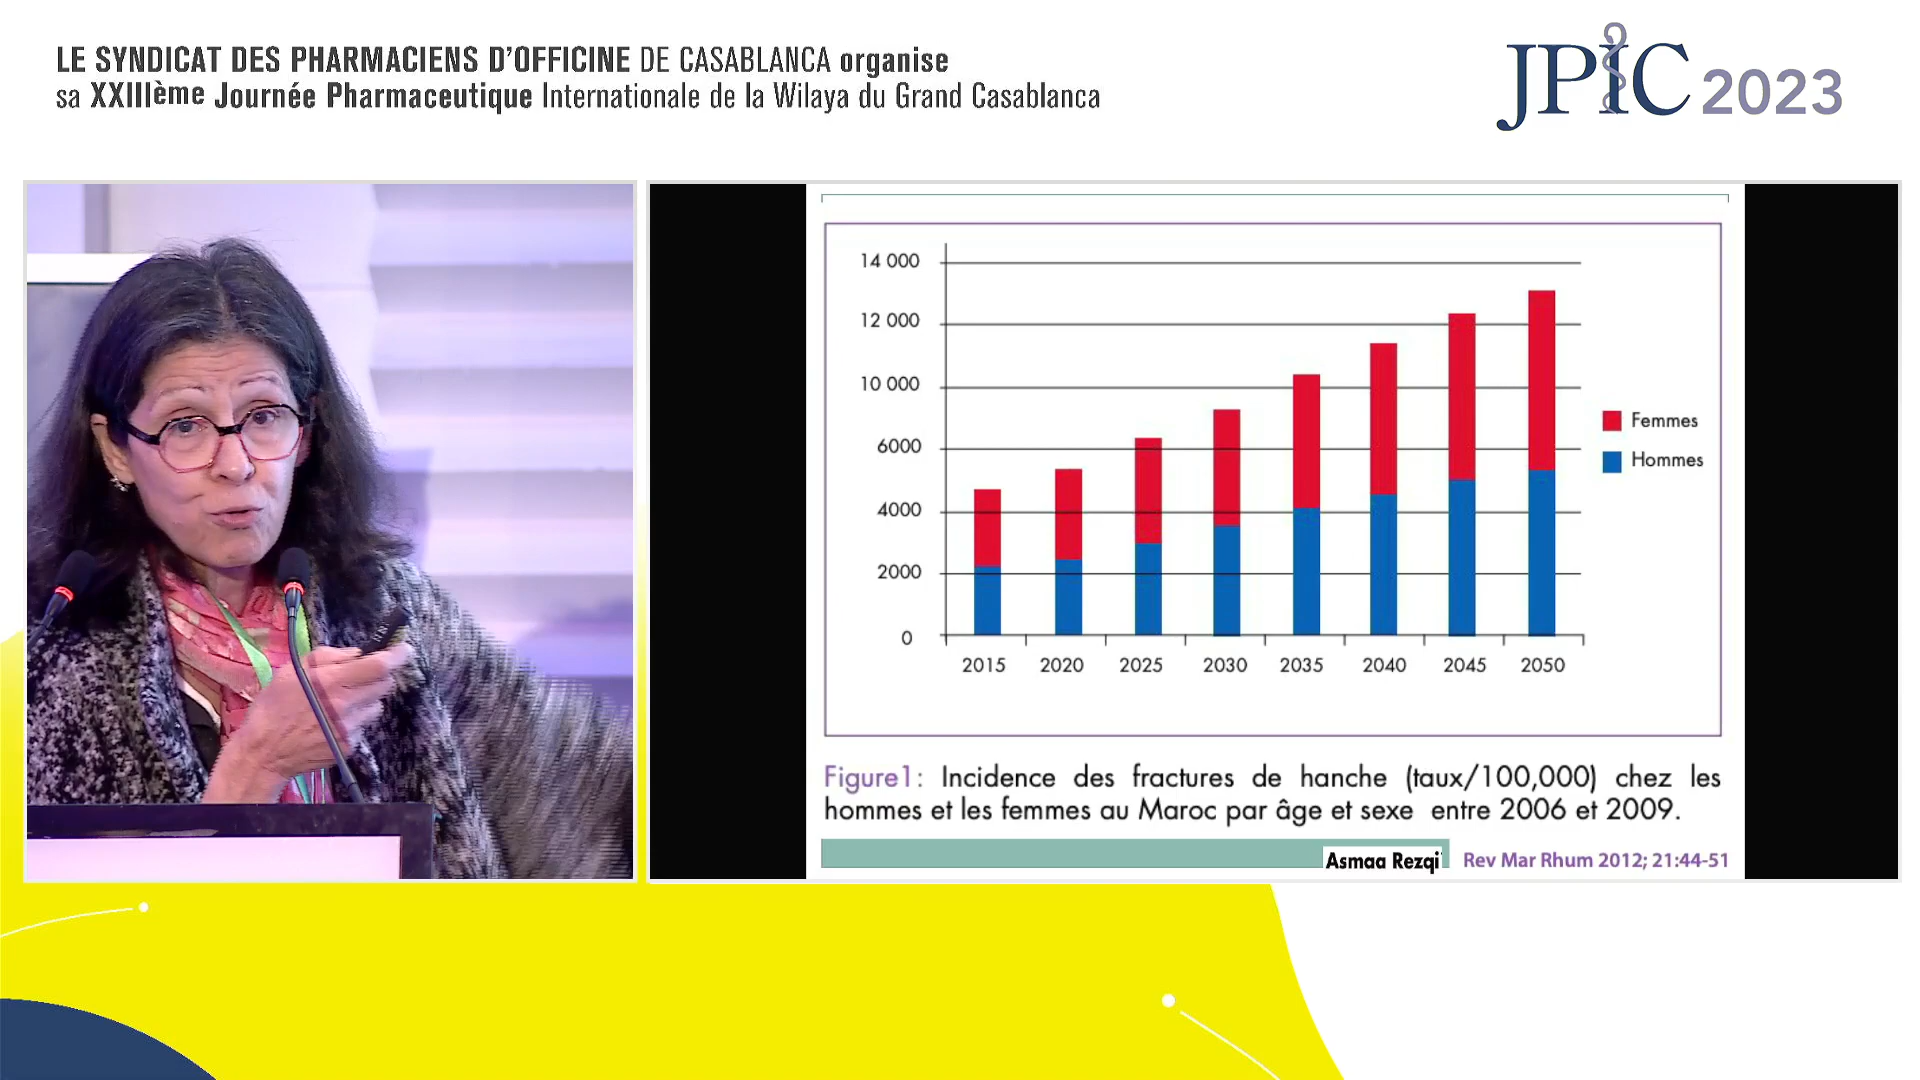 LE SYNDICAT DES PHARMACIENS D'OFFICINE DE CASABLANCA organise
sa XXIIIème Journée Pharmaceutique Internationale de la Wilaya du Grand Casablanca
JPIC 2023
14 000
12 000
10 000
6000
4000
2000
0
2015 2020 2025 2030 2035 2040 2045 2050
Femmes
Hommes
Figure1: Incidence des fractures de hanche (taux/100,000) chez les
hommes et les femmes au Maroc par âge et sexe entre 2006 et 2009.
Asmaa Rezqi Rev Mar Rhum 2012; 21:44-51